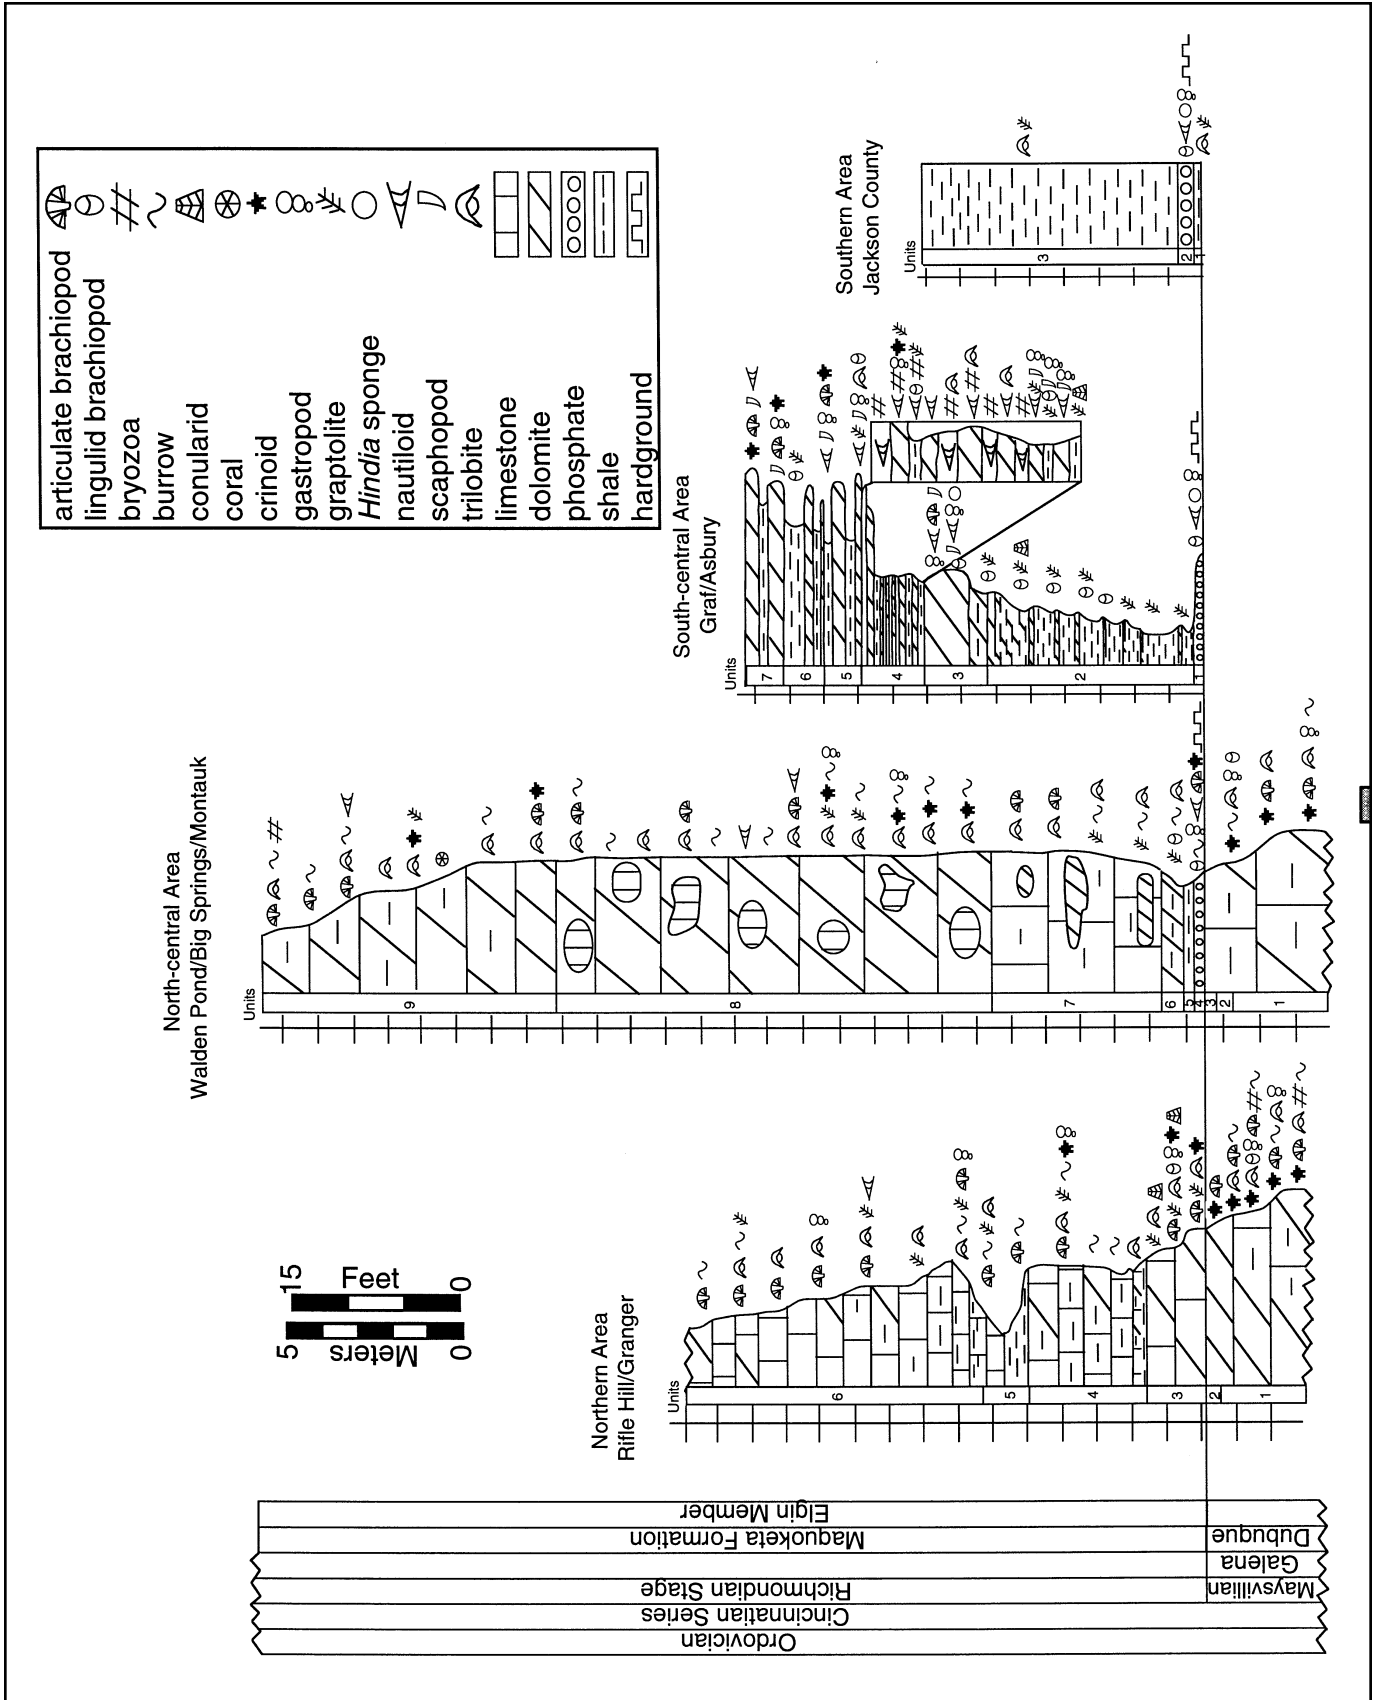 articulate brachiopod
lingulid brachiopod
bryozoa
burrow
conularid
coral
crinoid
gastropod
graptolite
Hindia sponge
nautiloid
scaphopod
trilobite
limestone
dolomite
phosphate
shale
hardground
Southern Area
Jackson County
Units
3
2
1
South-central Area
Graf/Asbury
Units
7
6
5
4
3
2
1
North-central Area
Walden Pond/Big Springs/Montauk
Units
9
8
7
6
5
4
3
2
1
Northern Area
Rifle Hill/Granger
Units
6
5
4
3
2
1
15
Feet
0
5
Meters
0
Elgin Member
Maquoketa Formation
Dubuque
Galena
Richmondian Stage
Maysvillian
Cincinnatian Series
Ordovician